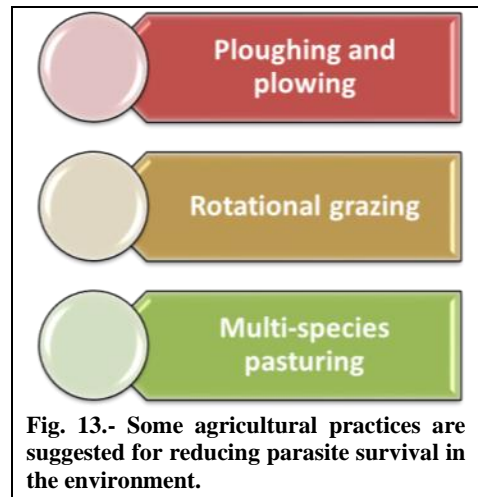 Ploughing and
plowing
Rotational grazing
Multi-species
pasturing
Fig. 13.- Some agricultural practices are
suggested for reducing parasite survival in
the environment.